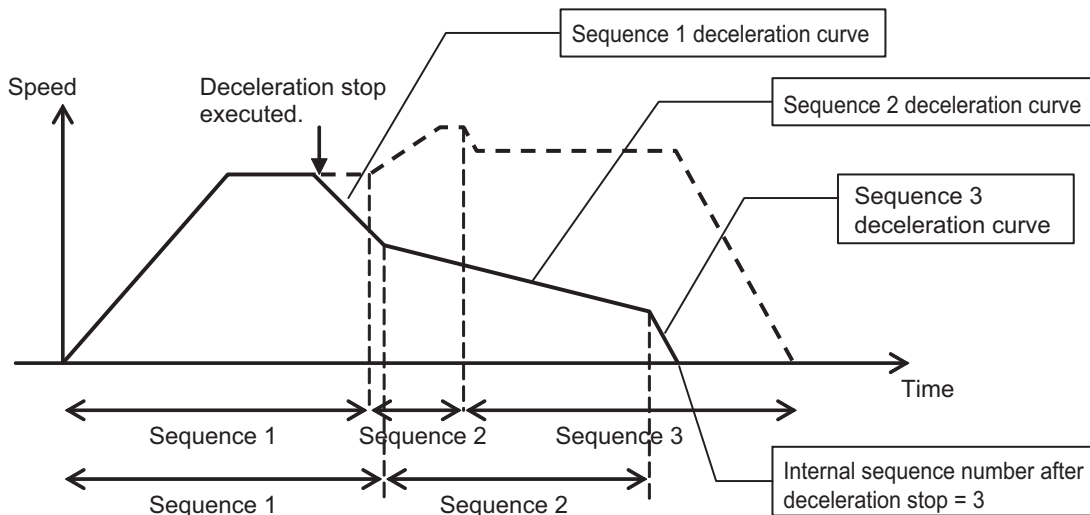 Sequence 1 deceleration curve
Speed
Deceleration stop
executed.
Sequence 2 deceleration curve
Sequence 3
deceleration curve
Time
Sequence 1
Sequence 2
Sequence 3
Sequence 1
Sequence 2
Internal sequence number after
deceleration stop = 3